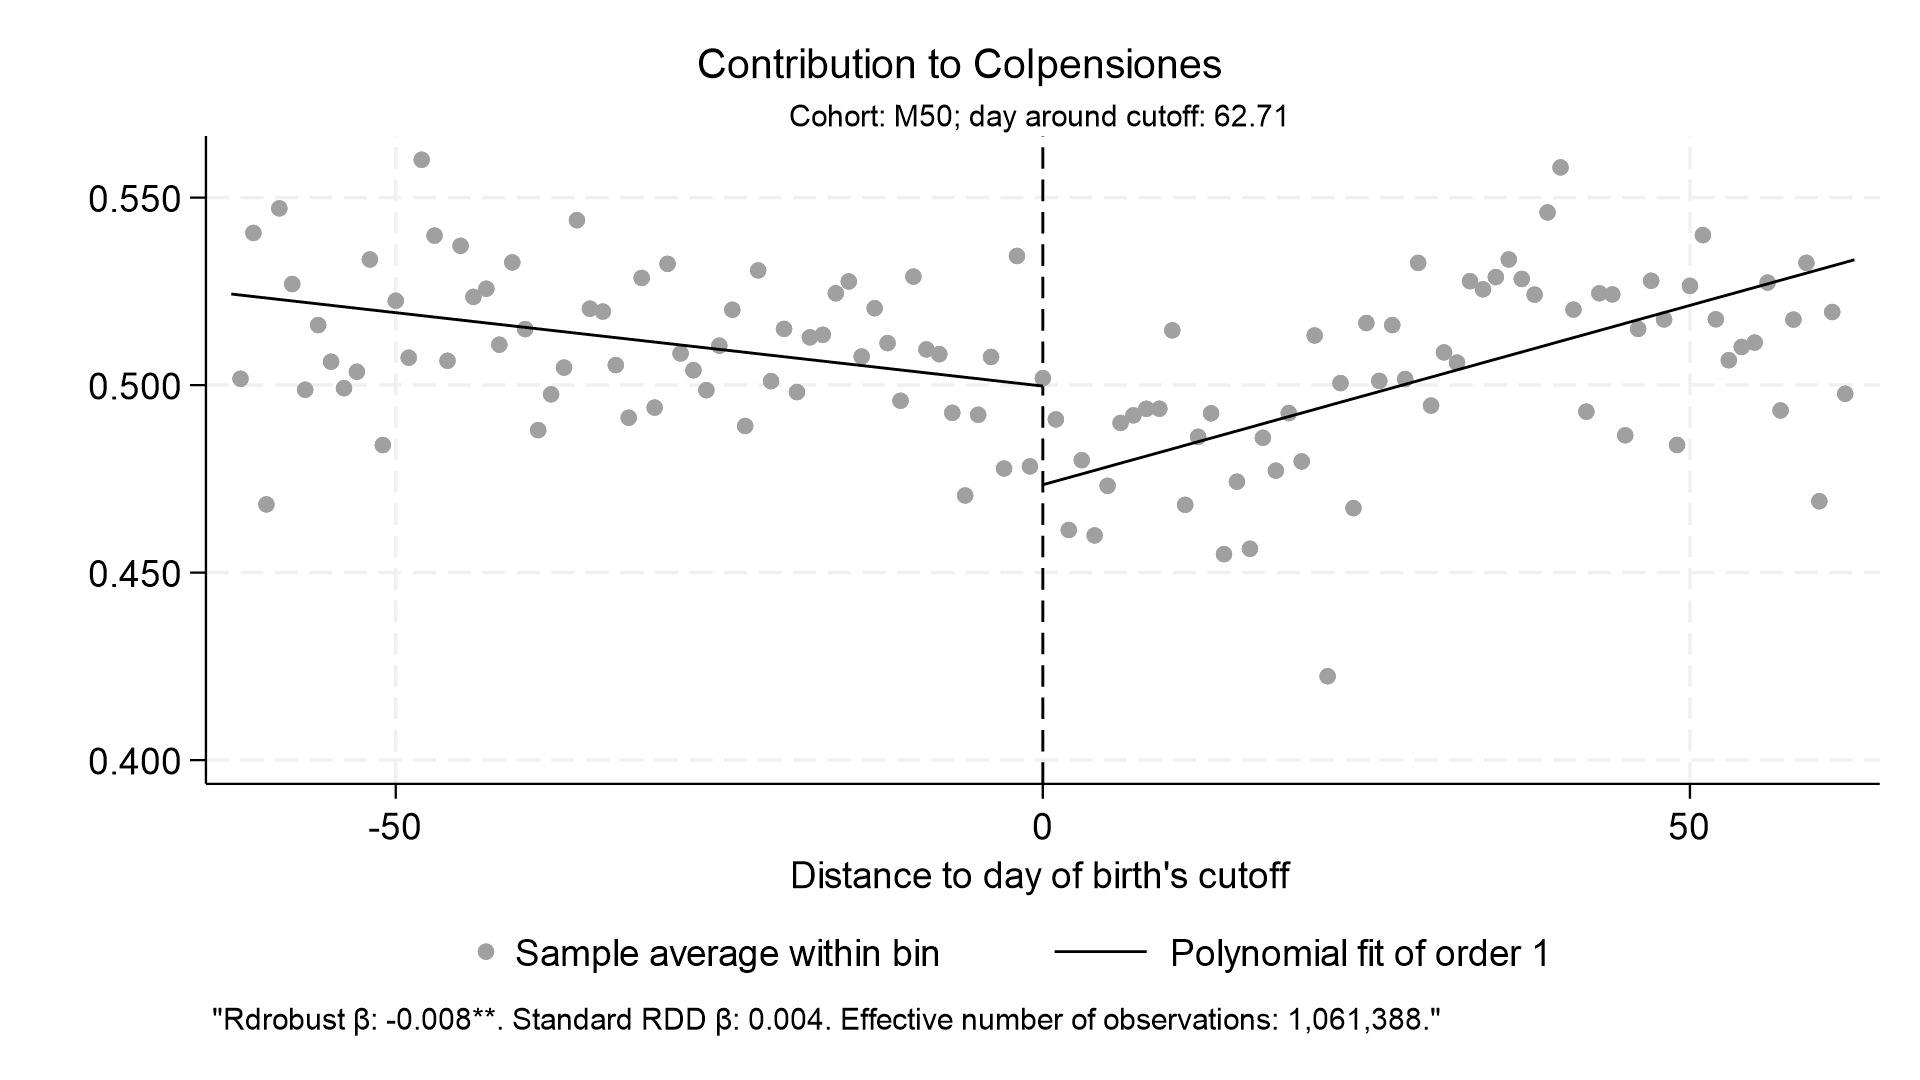 Contribution to Colpensiones
Cohort: M50; day around cutoff: 62.71
0.550
0.500
0.450
0.400
-50 0 50
Distance to day of birth's cutoff
Sample average within bin Polynomial fit of order 1
"Rdrobust β: -0.008**. Standard RDD β: 0.004. Effective number of observations: 1,061,388."